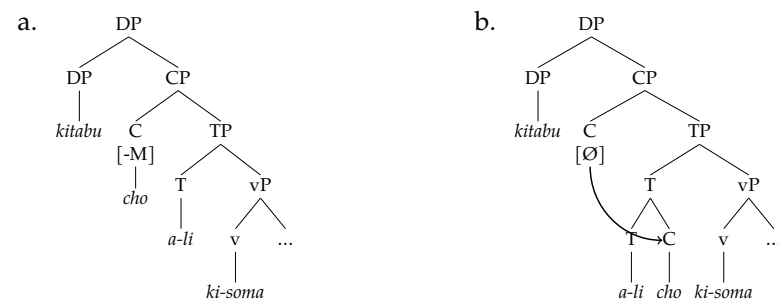 a. DP b. DP
DP CP DP CP
kitabu C TP kitabu C TP
[-M] [Ø]
cho T vP T vP
a-li v ... T C v ...
ki-soma a-li cho ki-soma